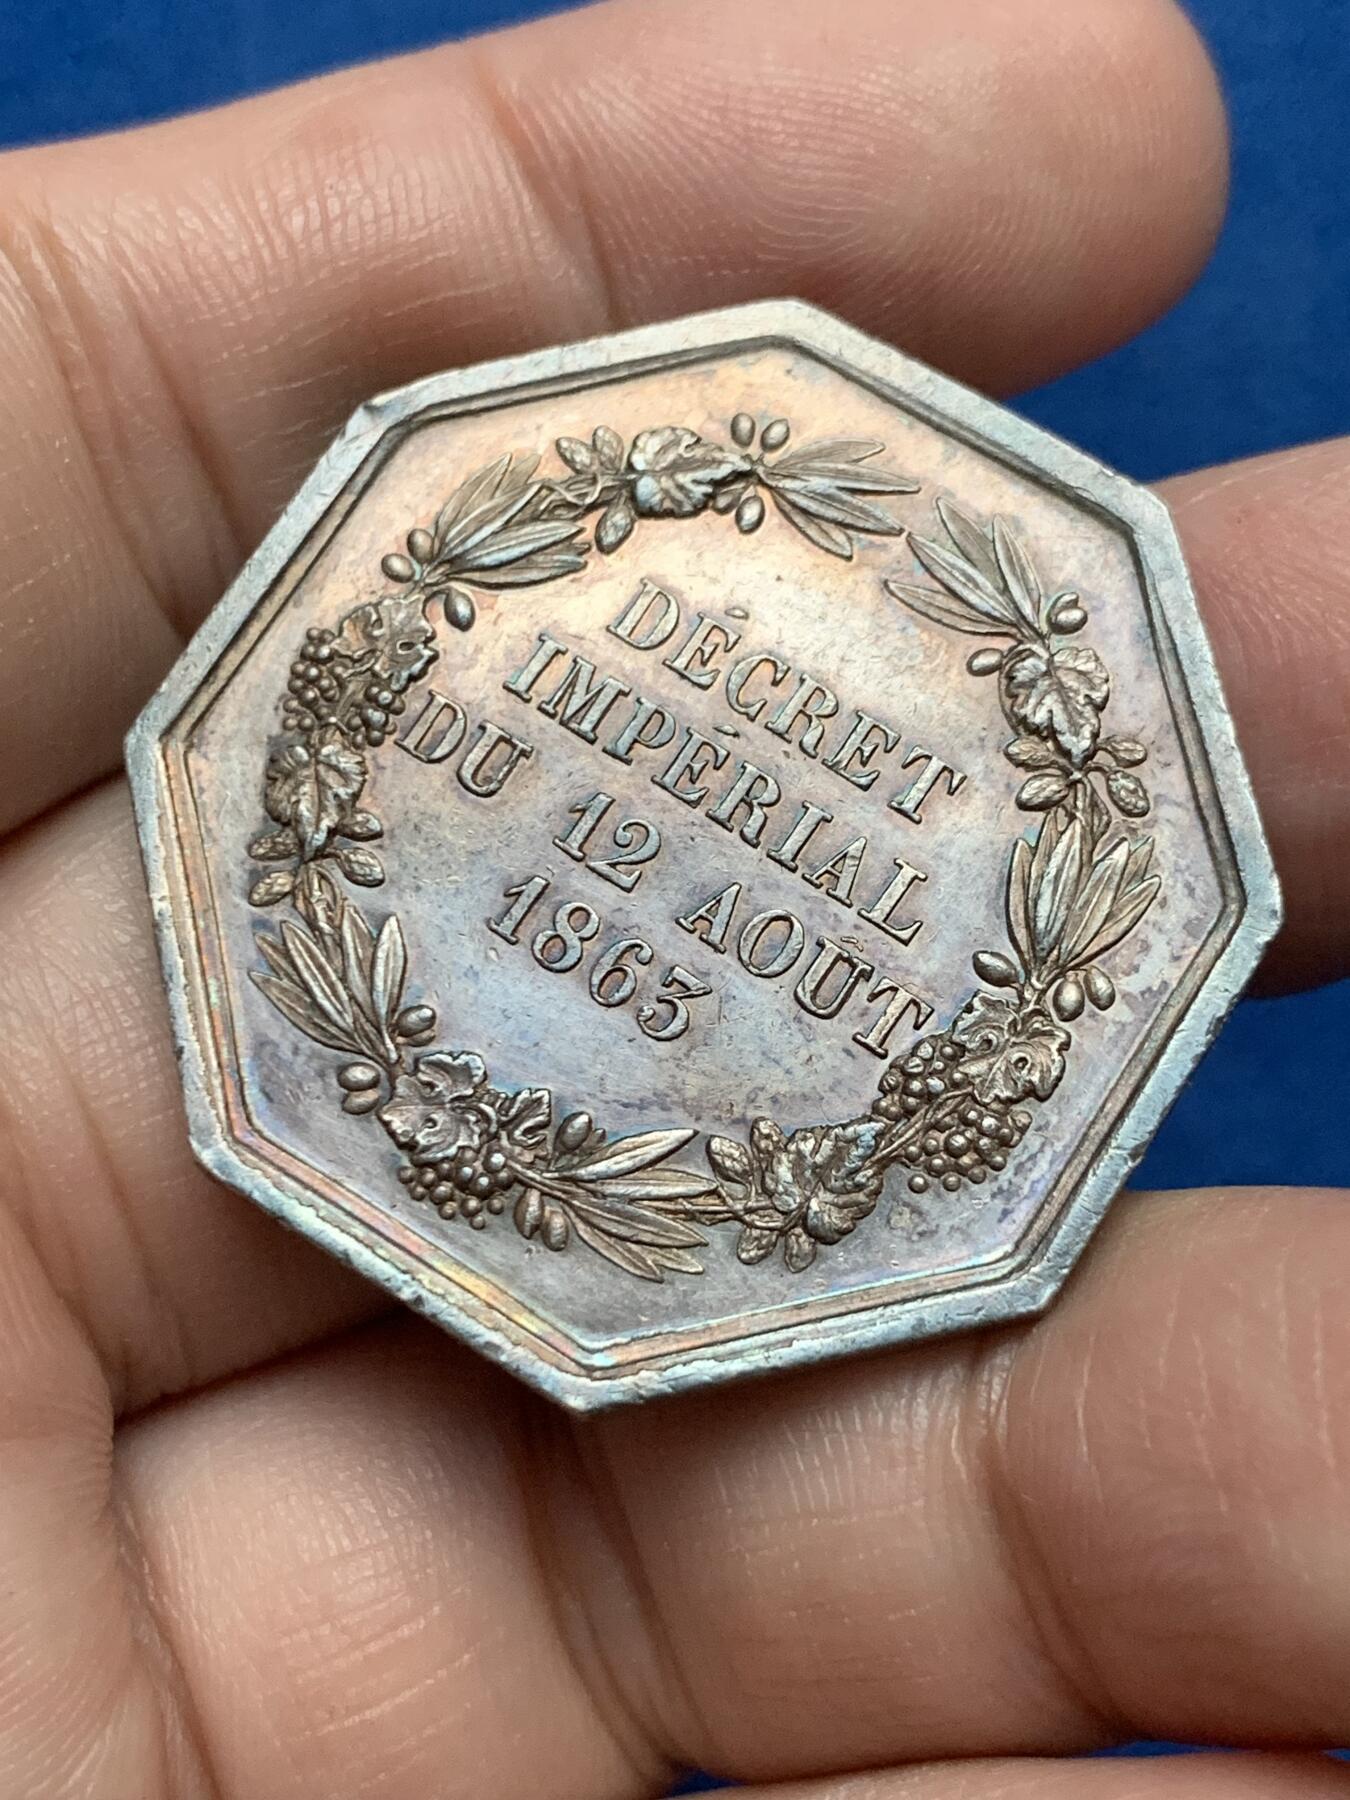 DÉCRET
IMPÉRIAL
DU 12 AOÛT
1863